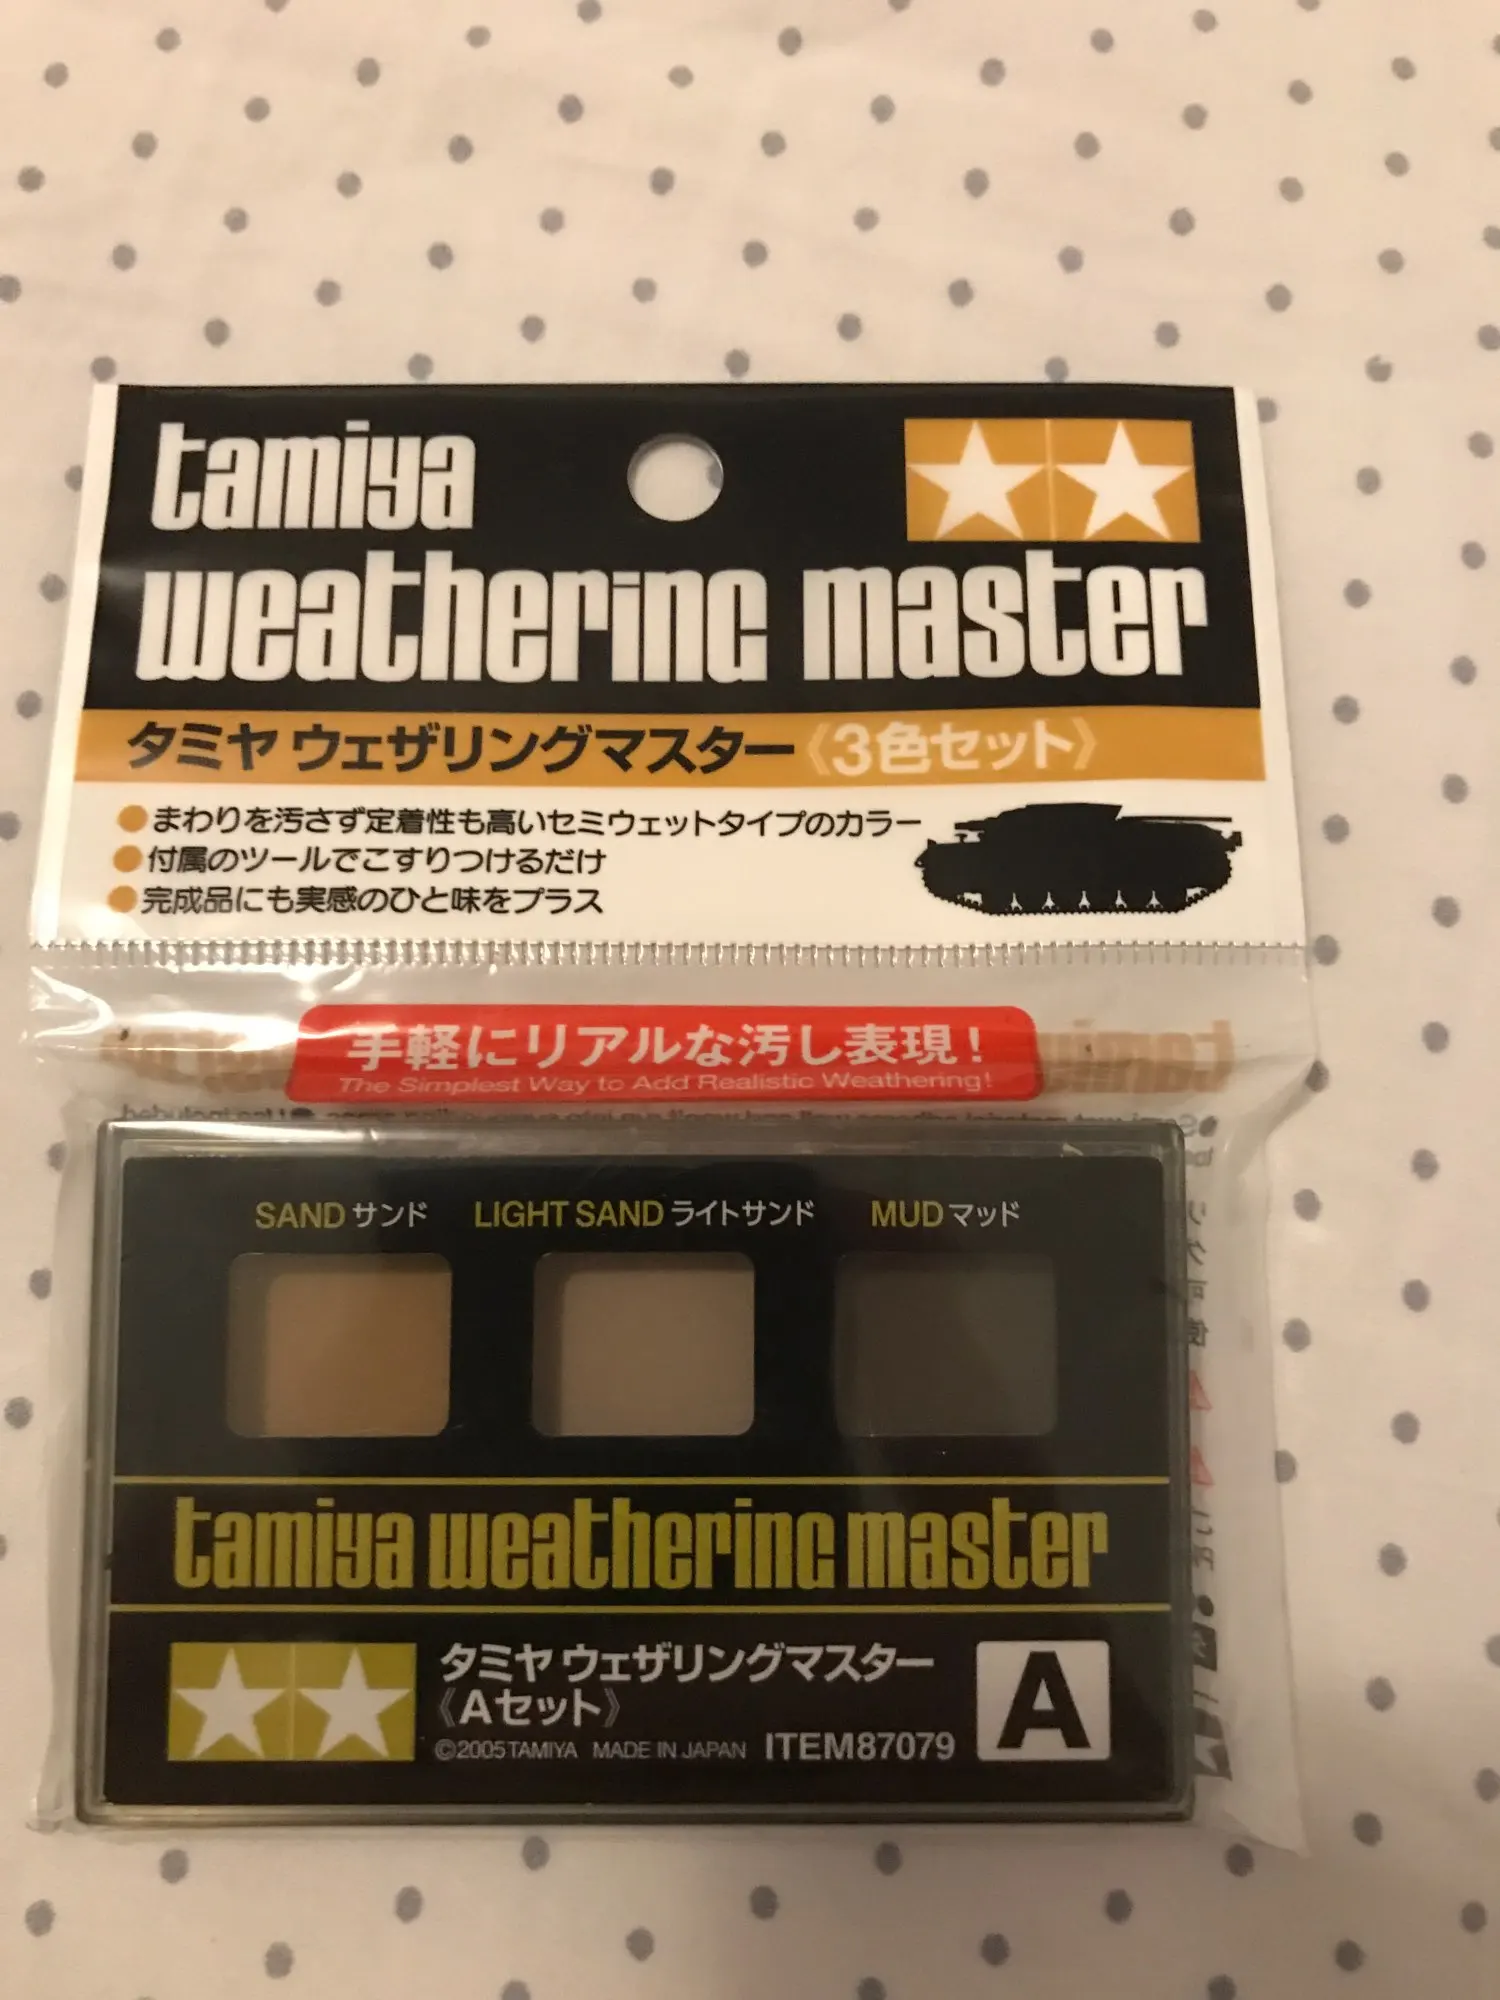 tamiya
weathering master
タミヤ ウェザリングマスター《3色セット》
●まわりを汚さず定着性も高いセミウェットタイプのカラー
●付属のツールでこすりつけるだけ
●完成品にも実感のひと味をプラス
手軽にリアルな汚し表現!
The Simplest Way to Add Realistic Weathering!
SAND サンド LIGHT SAND ライトサンド MUD マッド
tamiya weathering master
タミヤ ウェザリングマスター
《Aセット》
©2005 TAMIYA MADE IN JAPAN ITEM87079
A